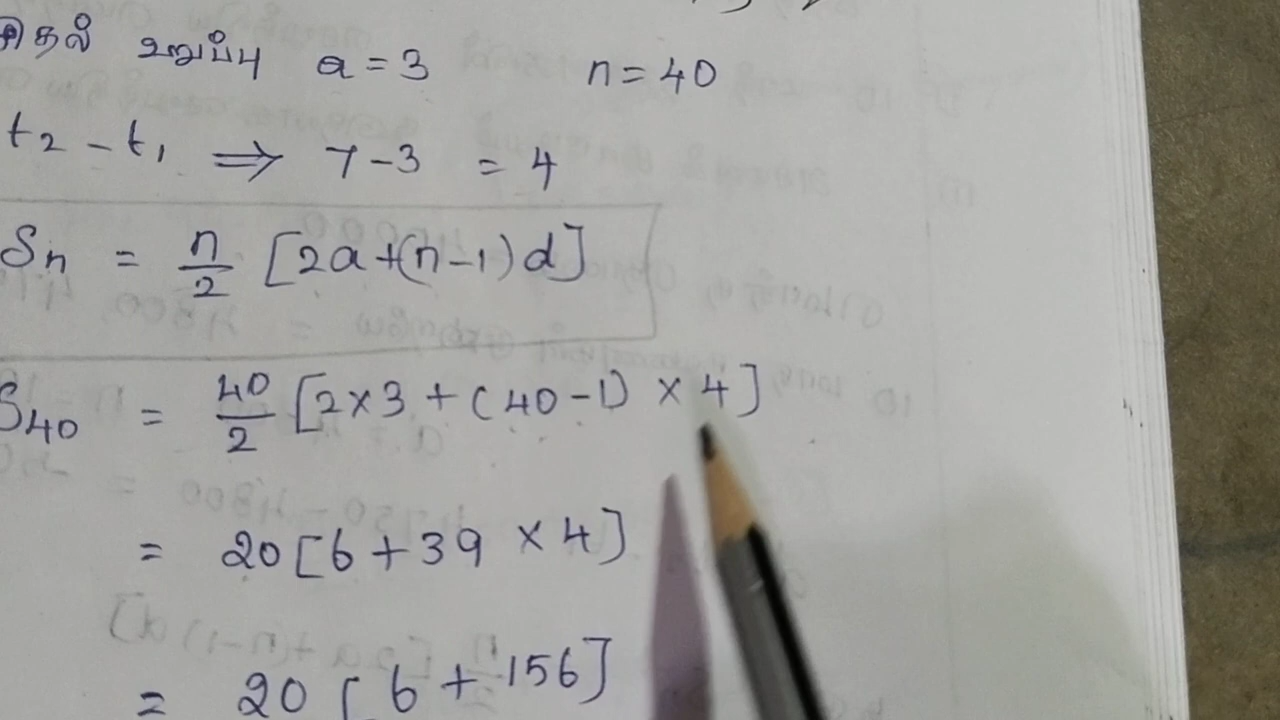 உறுப்பு a = 3 n = 40
t2 - t1 ⇒ 7 - 3 = 4
Sn = n/2 [2a+(n-1)d]
S40 = 40/2 [2×3 + (40-1) × 4]
= 20[6 + 39 × 4]
= 20 [6 + 156]